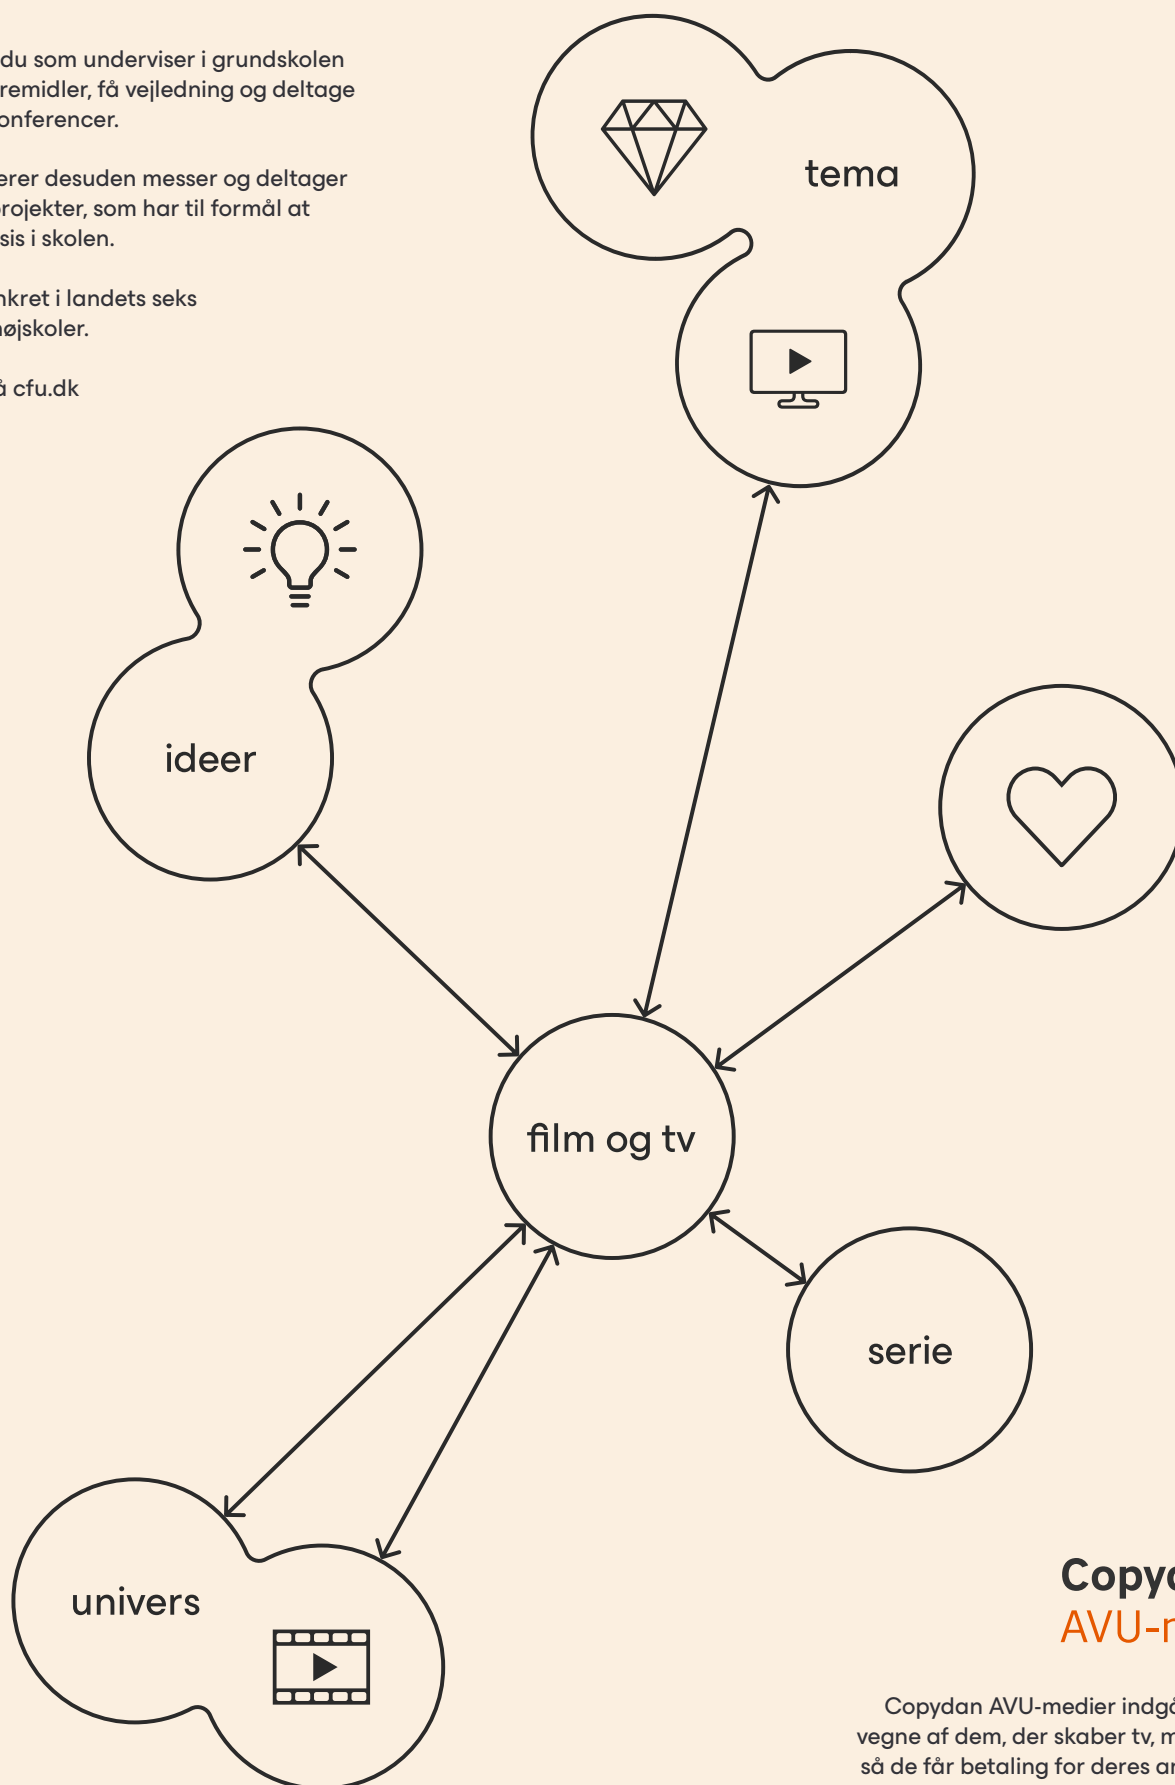 du som underviser i grundskolen
remidler, få vejledning og deltage
onferencer.
erer desuden messer og deltager
projekter, som har til formål at
sis i skolen.
nkret i landets seks
højskoler.
å cfu.dk
tema
ideer
film og tv
serie
univers
Copyd
AVU-m
Copydan AVU-medier indgå
vegne af dem, der skaber tv, m
så de får betaling for deres ar